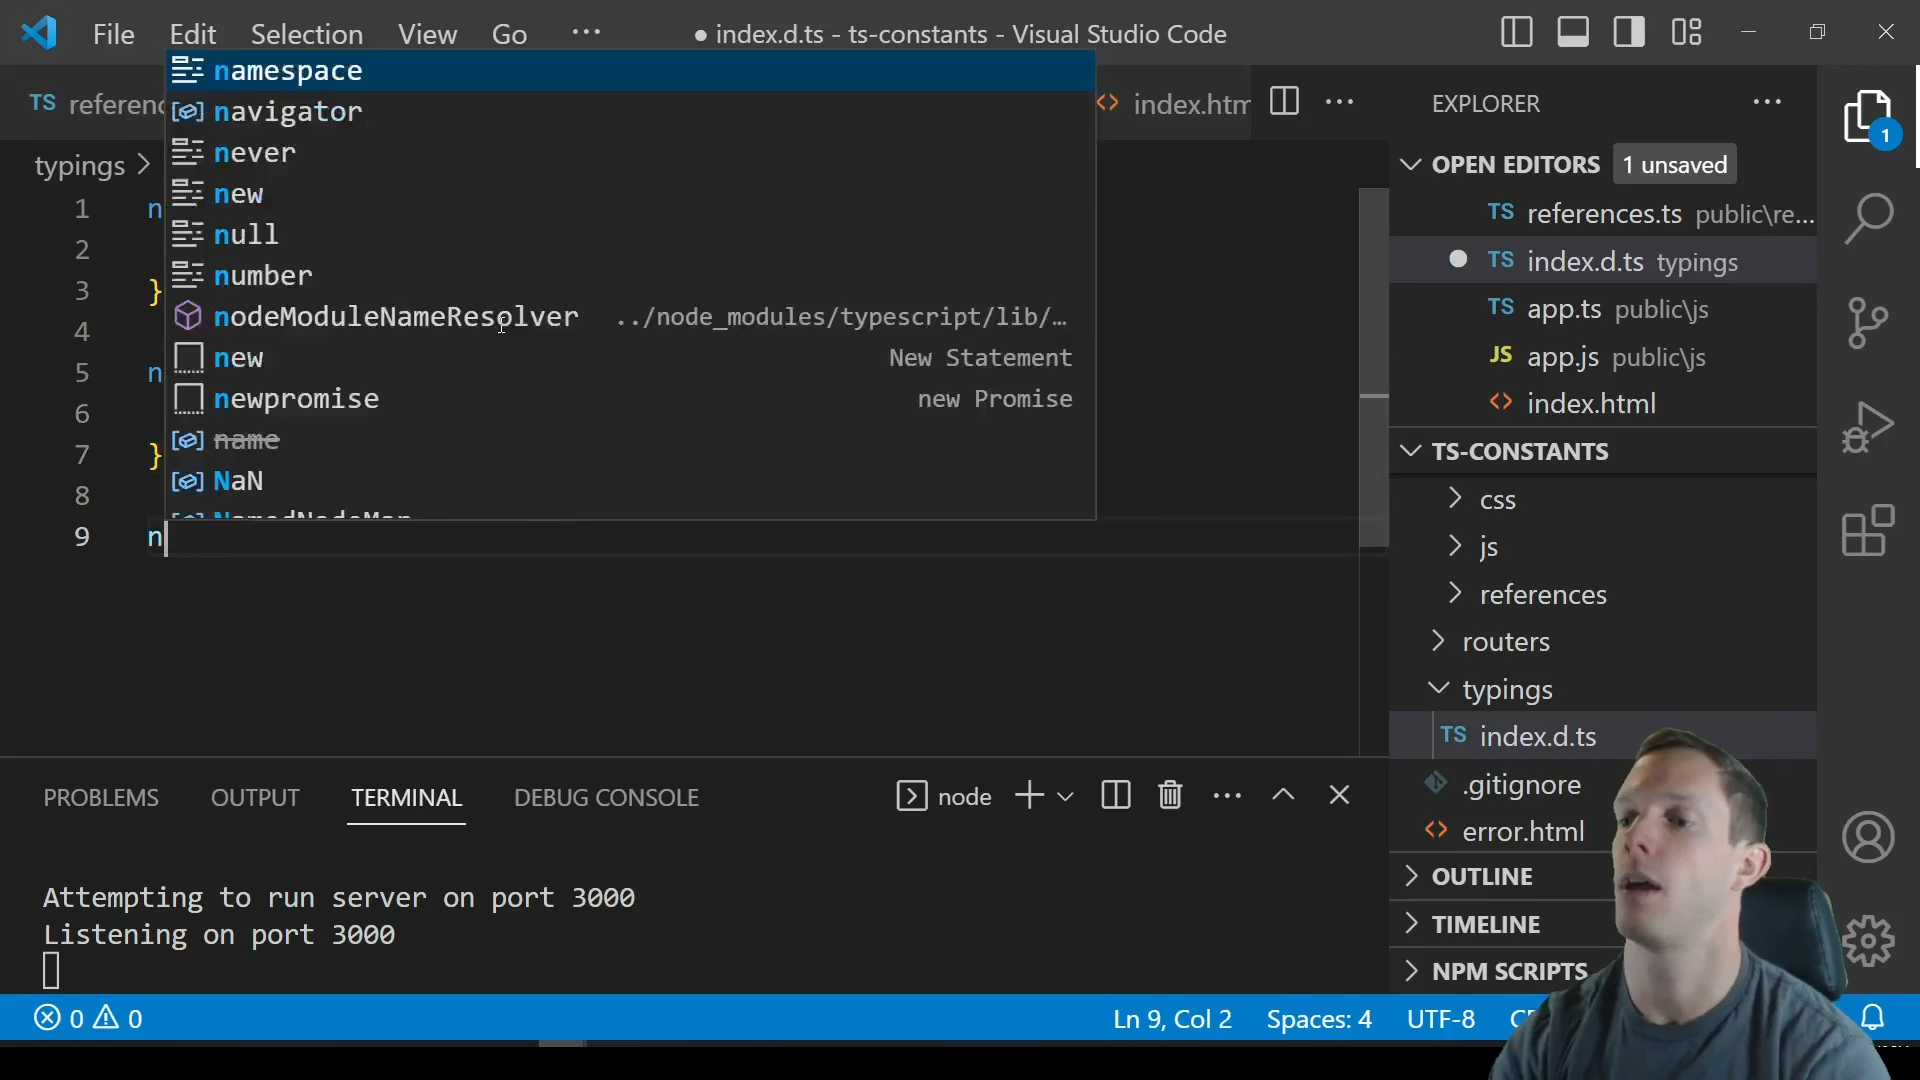 File Edit Selection View Go ··· ● index.d.ts - ts-constants - Visual Studio Code
TS referenc
index.htm
typings >
namespace
navigator
never
new
null
number
nodeModuleNameResolver ../node_modules/typescript/lib/…
new New Statement
newpromise new Promise
name
NaN
NamedNodeMap
1 n
2
3 }
4
5 n
6
7 }
8
9 n
EXPLORER
1
OPEN EDITORS 1 unsaved
TS references.ts public\re...
TS index.d.ts typings
TS app.ts public\js
JS app.js public\js
index.html
TS-CONSTANTS
css
js
references
routers
typings
TS index.d.ts
.gitignore
error.html
OUTLINE
TIMELINE
NPM SCRIPTS
PROBLEMS OUTPUT TERMINAL DEBUG CONSOLE node
Attempting to run server on port 3000
Listening on port 3000
0 0 Ln 9, Col 2 Spaces: 4 UTF-8